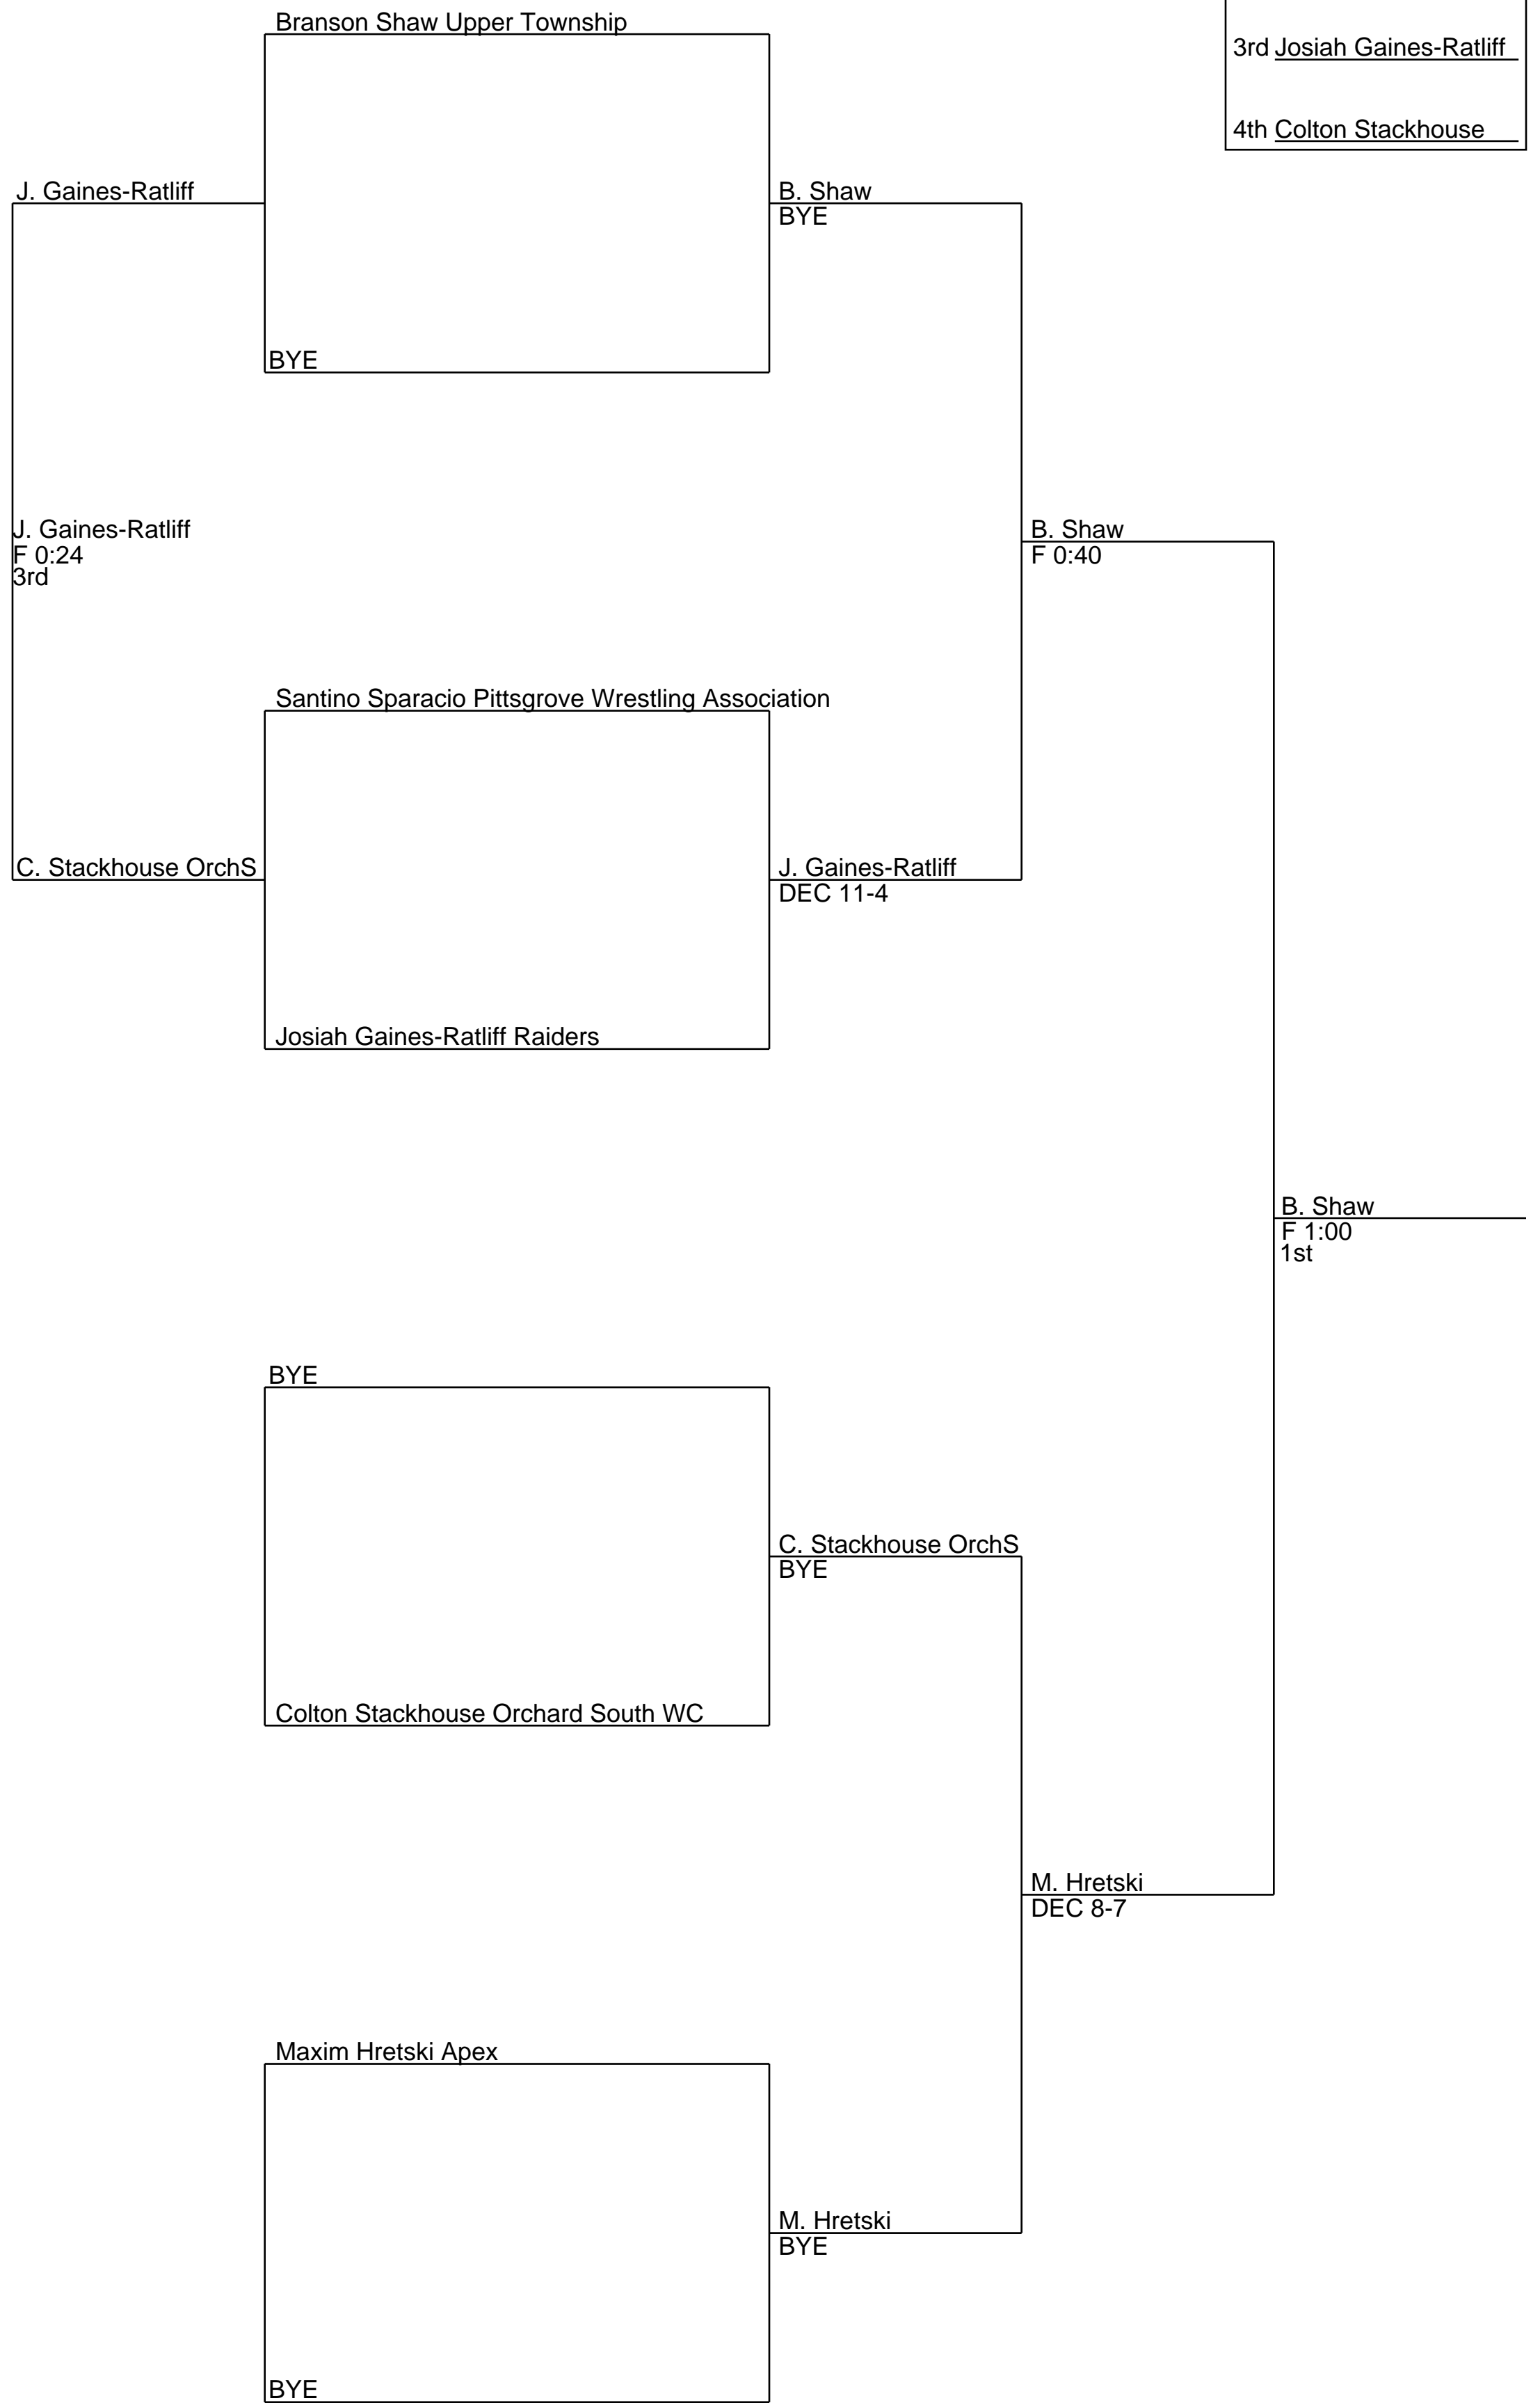 Branson Shaw Upper Township
3rd Josiah Gaines-Ratliff
4th Colton Stackhouse
J. Gaines-Ratliff
B. Shaw
BYE
BYE
J. Gaines-Ratliff
F 0:24
3rd
B. Shaw
F 0:40
Santino Sparacio Pittsgrove Wrestling Association
C. Stackhouse OrchS
J. Gaines-Ratliff
DEC 11-4
Josiah Gaines-Ratliff Raiders
B. Shaw
F 1:00
1st
BYE
C. Stackhouse OrchS
BYE
Colton Stackhouse Orchard South WC
M. Hretski
DEC 8-7
Maxim Hretski Apex
M. Hretski
BYE
BYE